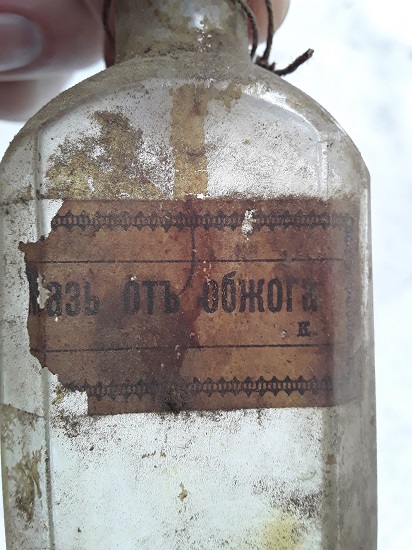 азь отъ обжога
к.